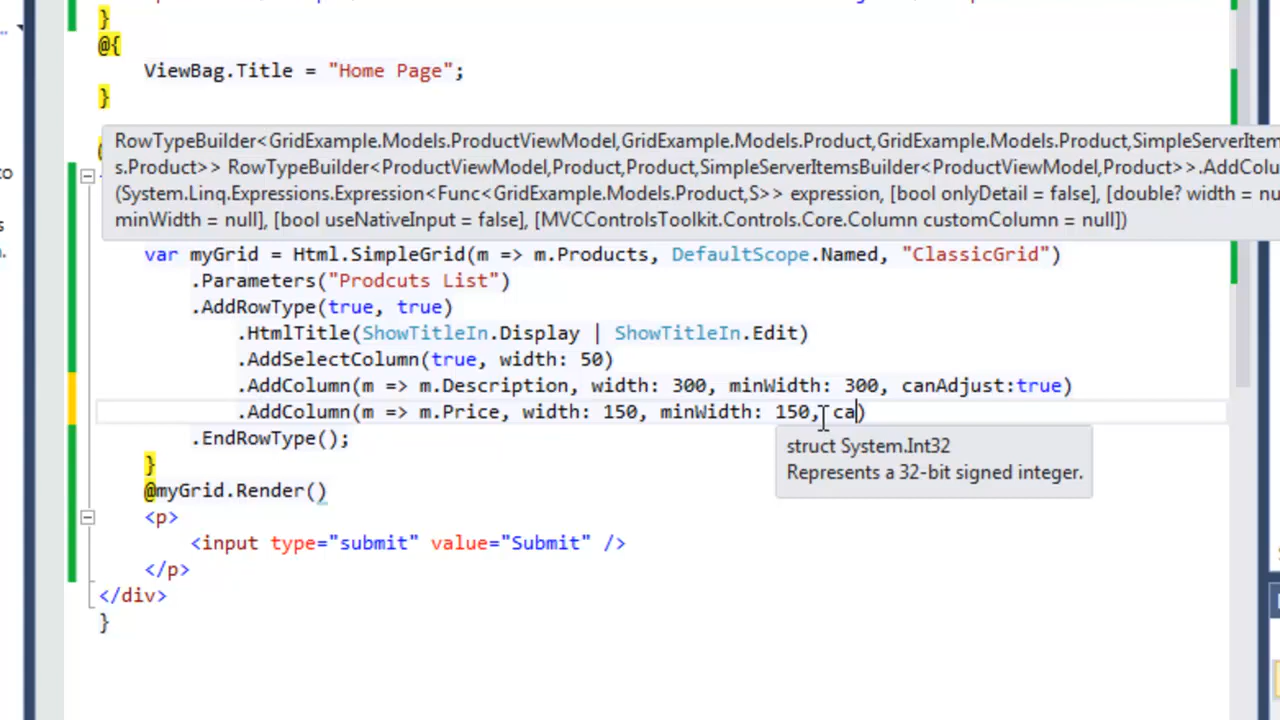 }
@{
ViewBag.Title = "Home Page";
}
RowTypeBuilder<GridExample.Models.ProductViewModel,GridExample.Models.Product,GridExample.Models.Product,SimpleServerItem
s.Product>> RowTypeBuilder<ProductViewModel,Product,Product,SimpleServerItemsBuilder<ProductViewModel,Product>>.AddColu
(System.Linq.Expressions.Expression<Func<GridExample.Models.Product,S>> expression, [bool onlyDetail = false], [double? width = nu
minWidth = null], [bool useNativeInput = false], [MVCControlsToolkit.Controls.Core.Column customColumn = null])
var myGrid = Html.SimpleGrid(m => m.Products, DefaultScope.Named, "ClassicGrid")
.Parameters("Prodcuts List")
.AddRowType(true, true)
.HtmlTitle(ShowTitleIn.Display | ShowTitleIn.Edit)
.AddSelectColumn(true, width: 50)
.AddColumn(m => m.Description, width: 300, minWidth: 300, canAdjust:true)
.AddColumn(m => m.Price, width: 150, minWidth: 150, ca)
.EndRowType();
struct System.Int32
Represents a 32-bit signed integer.
}
@myGrid.Render()
<p>
<input type="submit" value="Submit" />
</p>
</div>
}